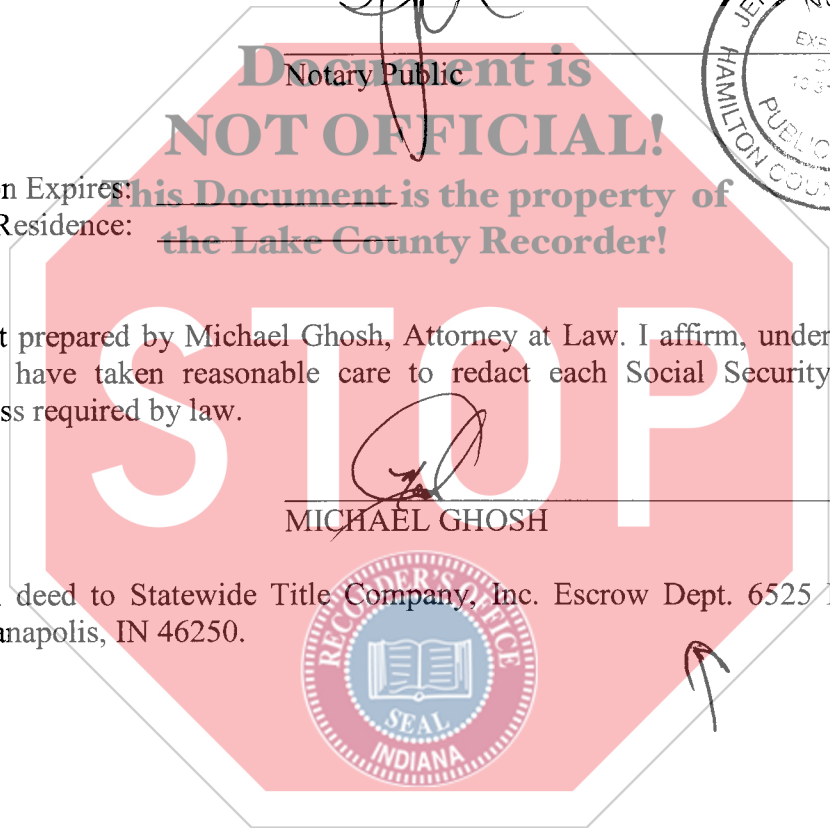 Document is
Notary Public
NOT OFFICIAL!
This Document is the property of
the Lake County Recorder!
n Expires:
Residence:
JE
HAMILTON COUN
PUBLIC
STOP
t prepared by Michael Ghosh, Attorney at Law. I affirm, under
have taken reasonable care to redact each Social Security
ss required by law.
MICHAEL GHOSH
deed to Statewide Title Company, Inc. Escrow Dept. 6525
anapolis, IN 46250.
RECORDER'S OFFICE
SEAL
INDIANA